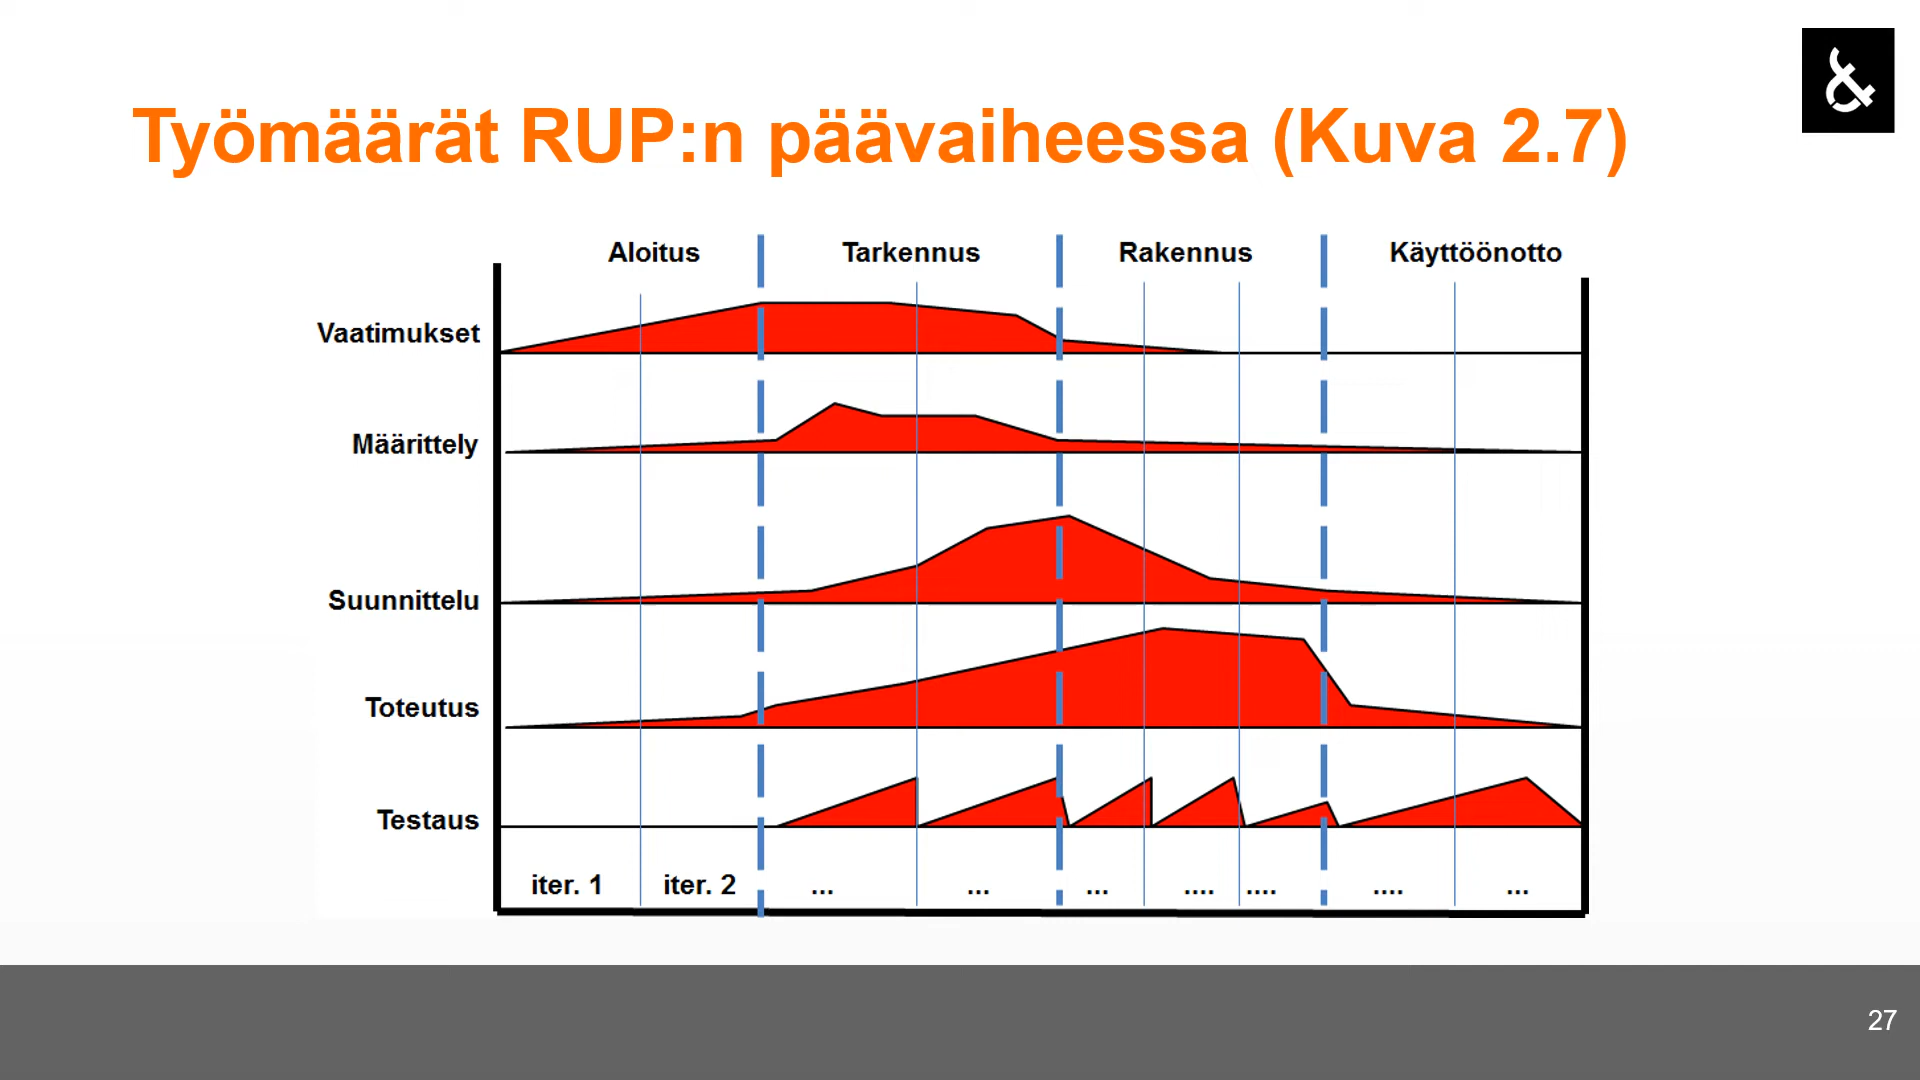 &
Työmäärät RUP:n päävaiheessa (Kuva 2.7)
Aloitus Tarkennus Rakennus Käyttöönotto
Vaatimukset
Määrittely
Suunnittelu
Toteutus
Testaus
iter. 1 iter. 2 ... ... ... .... .... .... ...
27